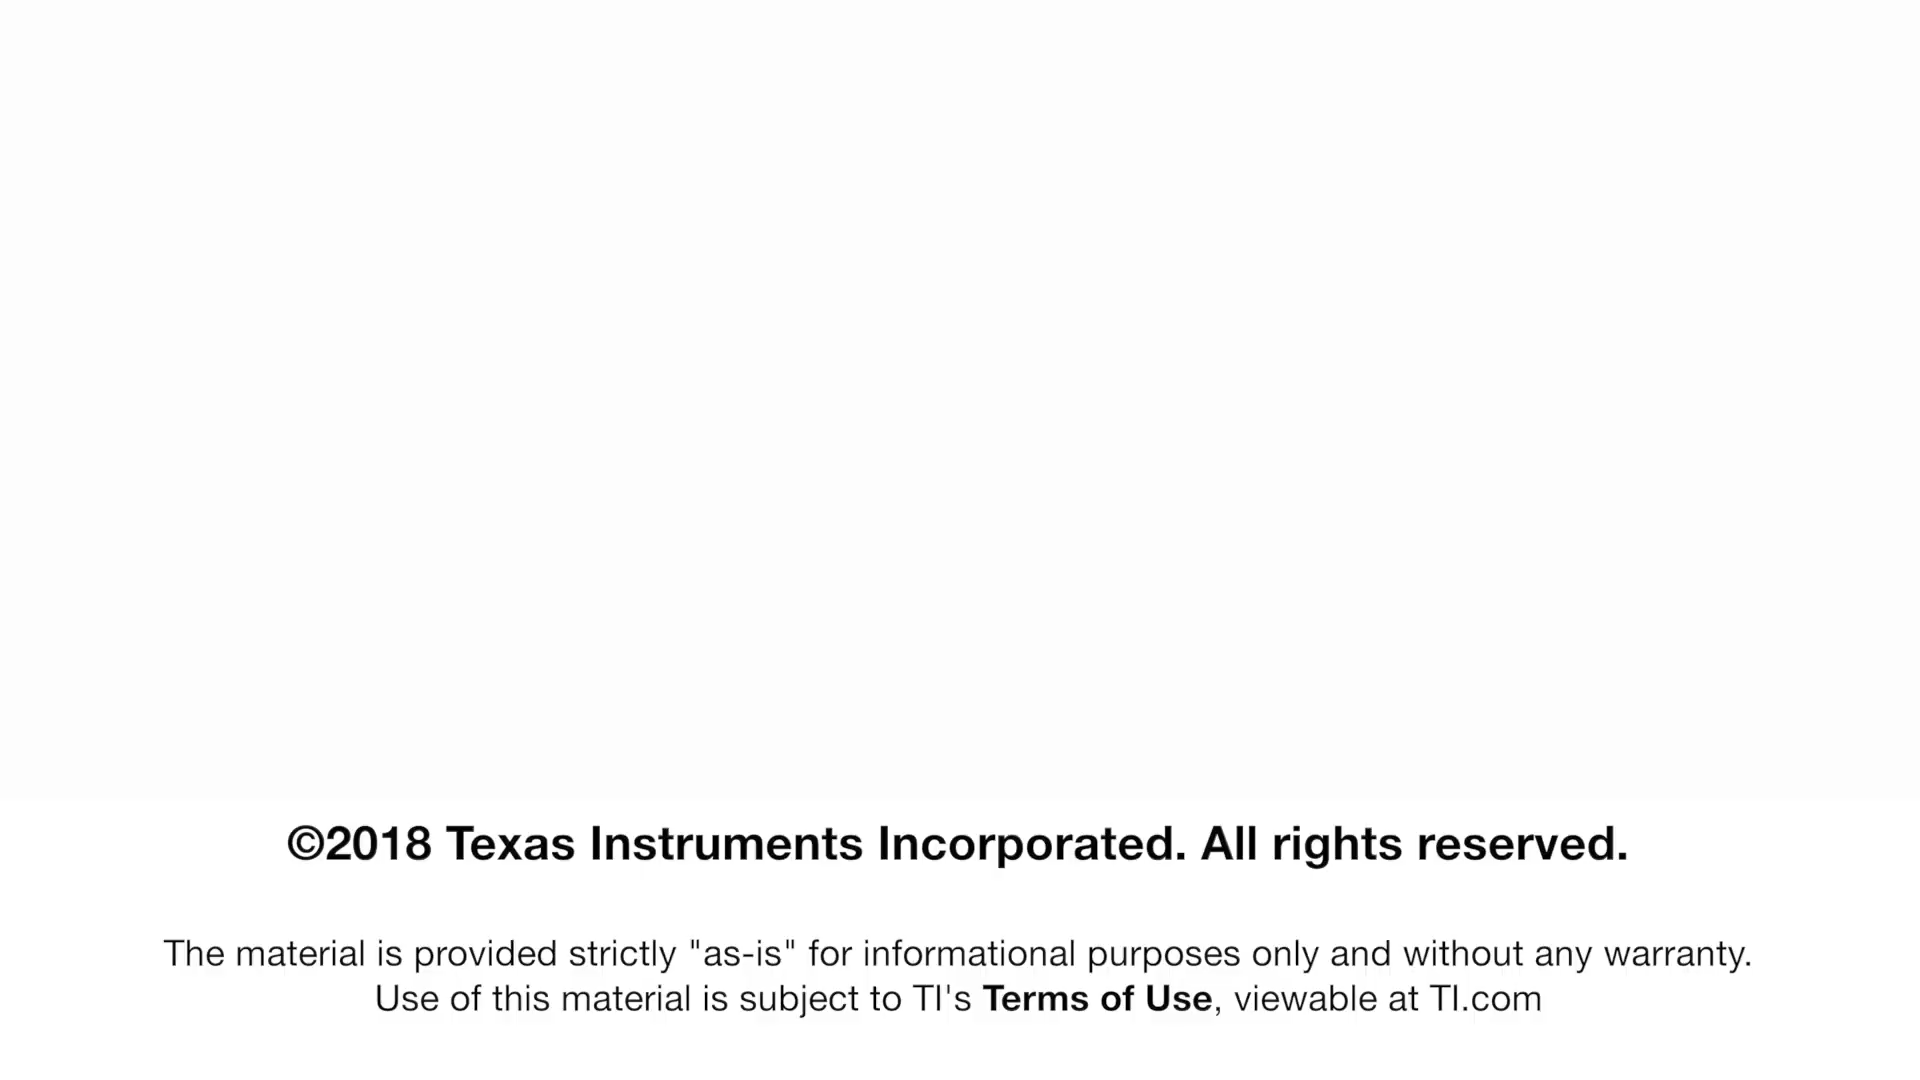 ©2018 Texas Instruments Incorporated. All rights reserved.
The material is provided strictly "as-is" for informational purposes only and without any warranty.
Use of this material is subject to TI's Terms of Use, viewable at TI.com